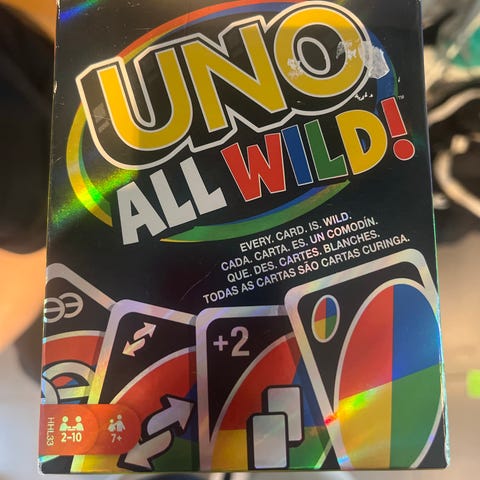 UNO
™
ALL WILD!
EVERY. CARD. IS. WILD.
CADA. CARTA. ES. UN COMODÍN.
QUE. DES. CARTES. BLANCHES.
TODAS AS CARTAS SÃO CARTAS CURINGA.
+2
HHL33
2-10
7+